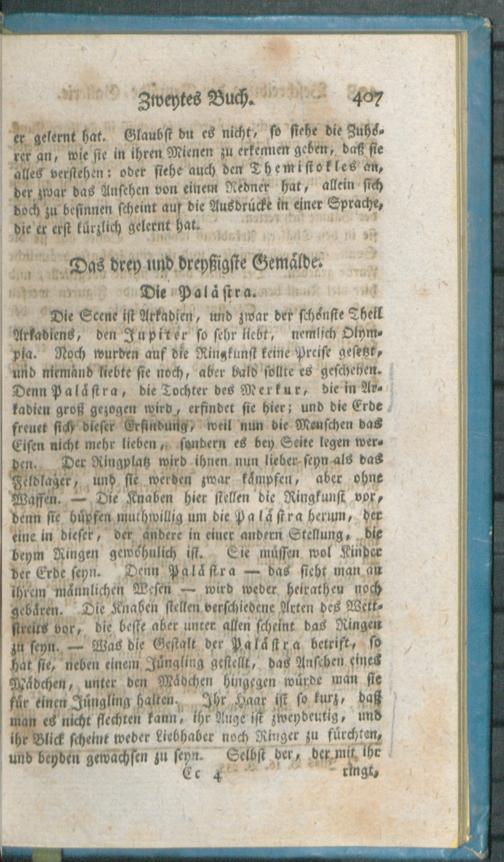 Zweytes Buch. 407
er gelernt hat. Glaubst du es nicht, so siehe die Zuhö-
rer an, wie sie in ihren Mienen zu erkennen geben, daß sie
alles verstehen: oder siehe auch den Themistokles an,
der zwar das Ansehen von einem Redner hat, allein sich
doch zu besinnen scheint auf die Ausdrücke in einer Sprache,
die er erst kürzlich gelernt hat.
Das drey und dreyßigste Gemälde.
Die Palästra.
Die Scene ist Arkadien, und zwar der schönste Theil
Arkadiens, den Jupiter so sehr liebt, nemlich Olym-
pia. Noch wurden auf die Ringkunst keine Preise gesetzt,
und niemand liebte sie noch, aber bald sollte es geschehen.
Denn Palästra, die Tochter des Merkur, die in Ar-
kadien groß gezogen wird, erfindet sie hier; und die Erde
freuet sich dieser Erfindung, weil nun die Menschen das
Eisen nicht mehr lieben, sondern es bey Seite legen wer-
den. Der Ringplatz wird ihnen nun lieber seyn als das
Feldlager, und sie werden zwar kämpfen, aber ohne
Waffen. — Die Knaben hier stellen die Ringkunst vor,
denn sie hüpfen muthwillig um die Palästra herum, der
eine in dieser, der andere in einer andern Stellung, die
beym Ringen gewöhnlich ist. Sie müssen wol Kinder
der Erde seyn. Denn Palästra — das sieht man an
ihrem männlichen Wesen — wird weder heirathen noch
gebären. Die Knaben stellen verschiedene Arten des Wett-
streits vor, die beste aber unter allen scheint das Ringen
zu seyn. — Was die Gestalt der Palästra betrift, so
hat sie, neben einem Jüngling gestellt, das Ansehen eines
Mädchen, unter den Mädchen hingegen würde man sie
für einen Jüngling halten. Ihr Haar ist so kurz, daß
man es nicht flechten kann, ihr Auge ist zweydeutig, und
ihr Blick scheint weder Liebhaber noch Ringer zu fürchten,
und beyden gewachsen zu seyn. Selbst der, der mit ihr
Cc 4 ringt,